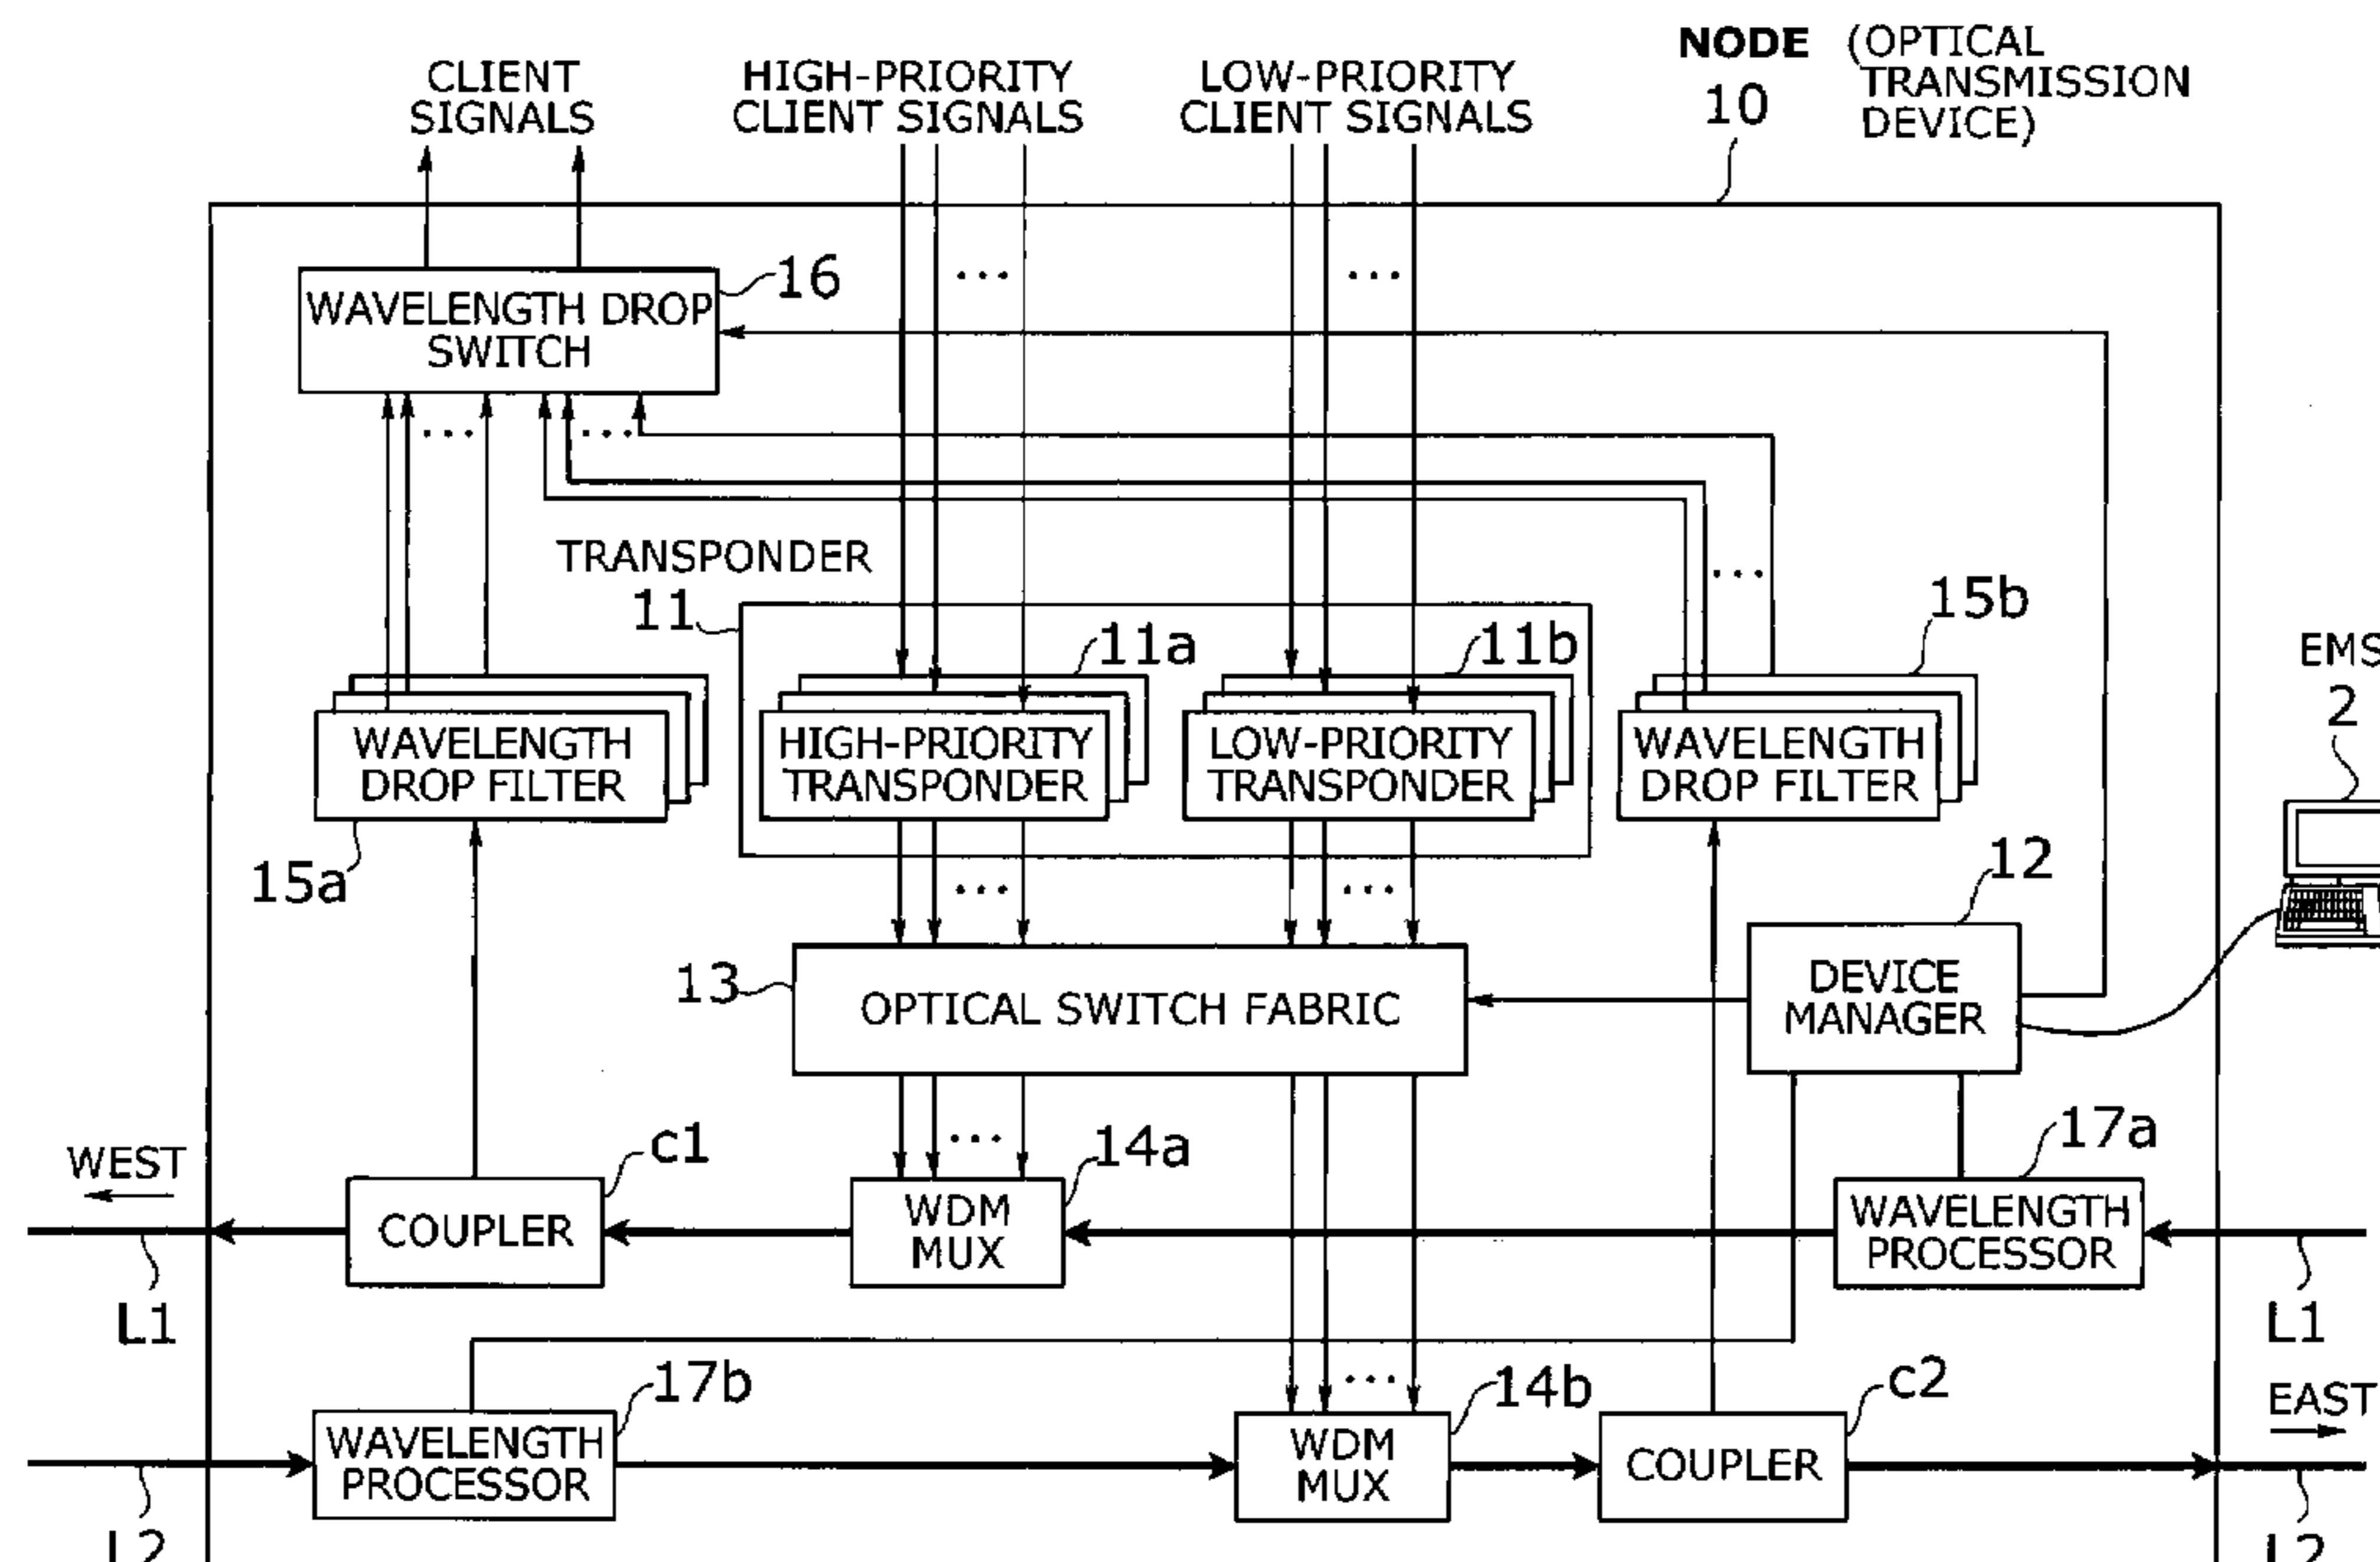 CLIENT
SIGNALS
HIGH-PRIORITY
CLIENT SIGNALS
LOW-PRIORITY
CLIENT SIGNALS
NODE (OPTICAL
TRANSMISSION
DEVICE)
10
WAVELENGTH DROP
SWITCH
16
...
...
...
...
TRANSPONDER
11
11a
11b
...
15b
EMS
2
WAVELENGTH
DROP FILTER
HIGH-PRIORITY
TRANSPONDER
LOW-PRIORITY
TRANSPONDER
WAVELENGTH
DROP FILTER
15a
...
...
12
13
OPTICAL SWITCH FABRIC
DEVICE
MANAGER
WEST
c1
...
14a
17a
COUPLER
WDM
MUX
WAVELENGTH
PROCESSOR
L1
L1
17b
...
14b
c2
EAST
WAVELENGTH
PROCESSOR
WDM
MUX
COUPLER
L2
L2